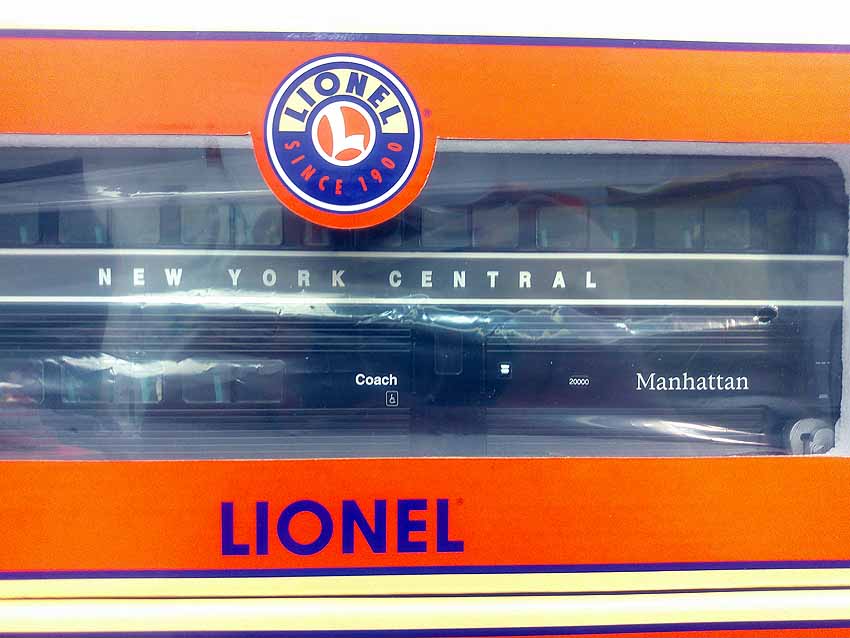 LIONEL
SINCE 1900
NEW YORK CENTRAL
Coach
20000
Manhattan
LIONEL